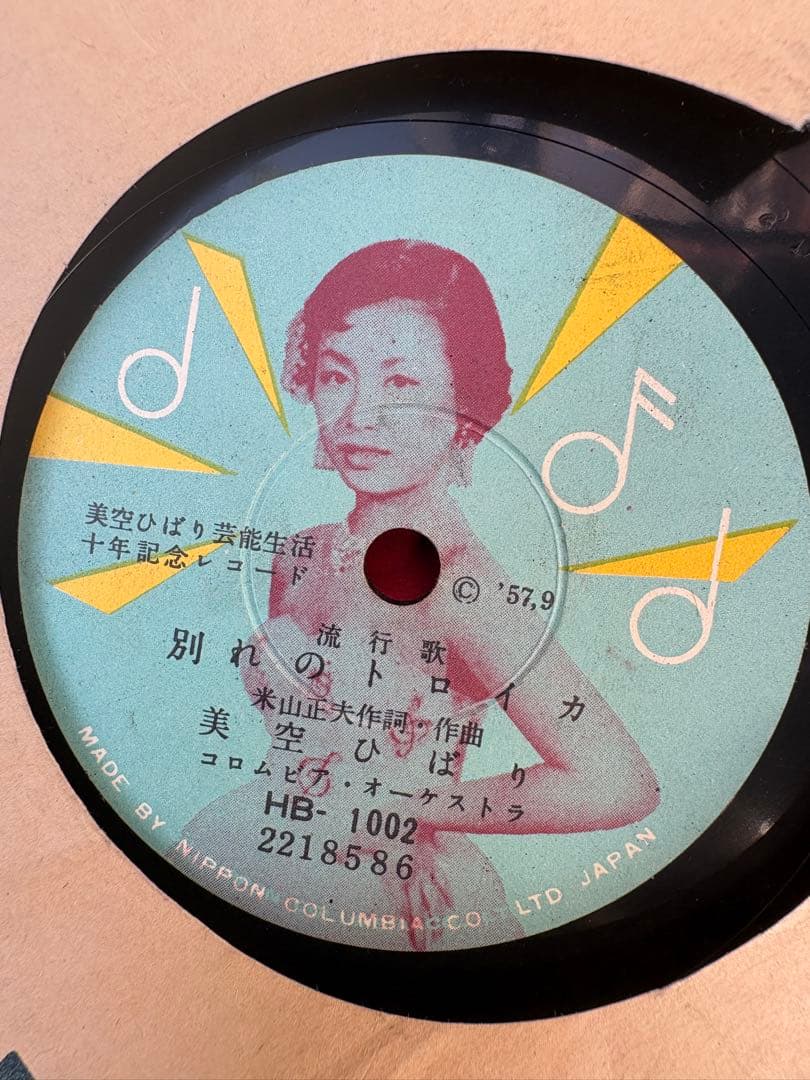 美空ひばり芸能生活
十年記念レコード
© '57,9
流行歌
別れのトロイカ
米山正夫作詞・作曲
美空ひばり
コロムビア・オーケストラ
HB- 1002
2218586
MADE BY NIPPON COLUMBIA CO LTD JAPAN